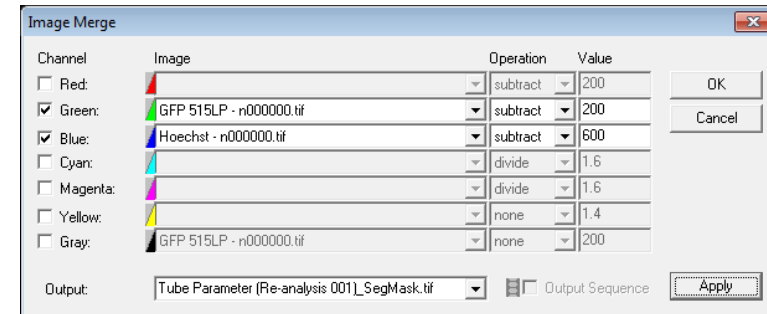 Image Merge
Channel Image Operation Value
Red: subtract 200 OK
Green: GFP 515LP - n000000.tif subtract 200 Cancel
Blue: Hoechst - n000000.tif subtract 600
Cyan: divide 1.6
Magenta: divide 1.6
Yellow: none 1.4
Gray: GFP 515LP - n000000.tif none 200
Output: Tube Parameter (Re-analysis 001)_SegMask.tif Output Sequence Apply